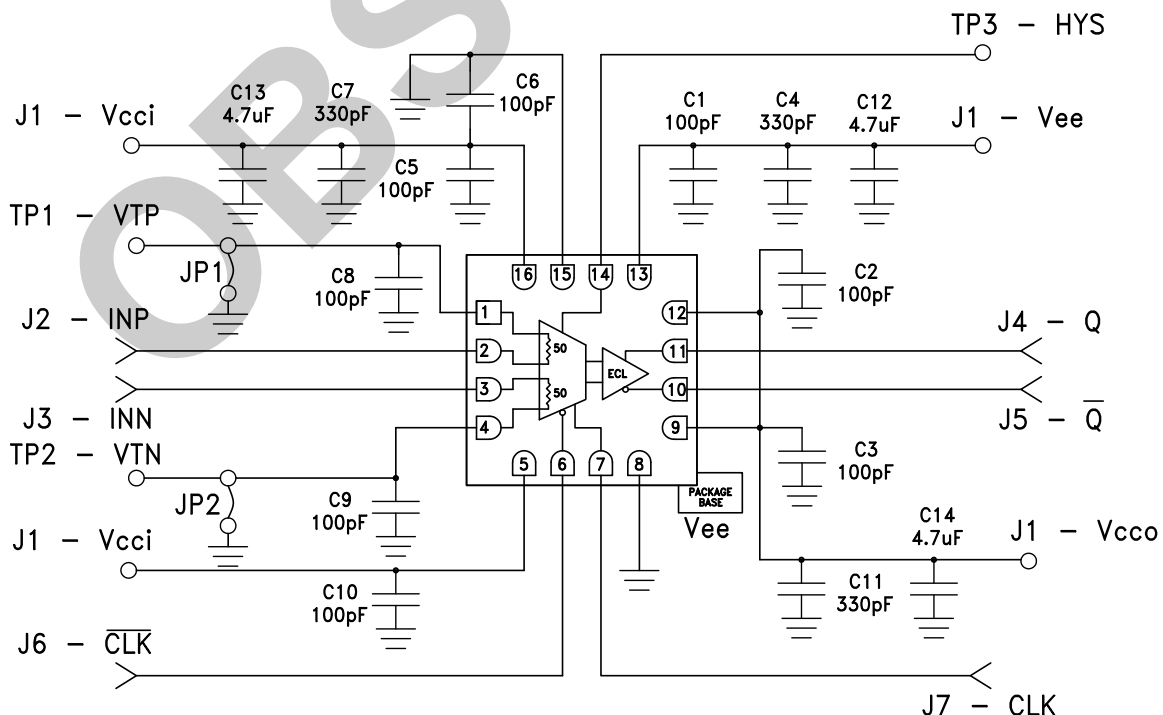 OBS
TP3 - HYS
J1 - Vcci
C13
4.7uF
C7
330pF
C6
100pF
C5
100pF
C1
100pF
C4
330pF
C12
4.7uF
J1 - Vee
TP1 - VTP
JP1
C8
100pF
16 15 14 13
C2
100pF
J2 - INP
1
2
3
4
50
50
ECL
12
11
10
9
J4 - Q
J3 - INN
J5 - Q̅
TP2 - VTN
JP2
C9
100pF
5 6 7 8
PACKAGE
BASE
Vee
C3
100pF
C14
4.7uF
J1 - Vcco
J1 - Vcci
C10
100pF
C11
330pF
J6 - C̅L̅K̅
J7 - CLK